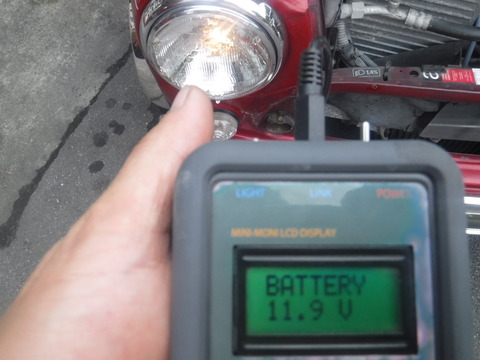 LIGHT LINK POWER
MINI-MONI LCD DISPLAY
BATTERY
11.9 V